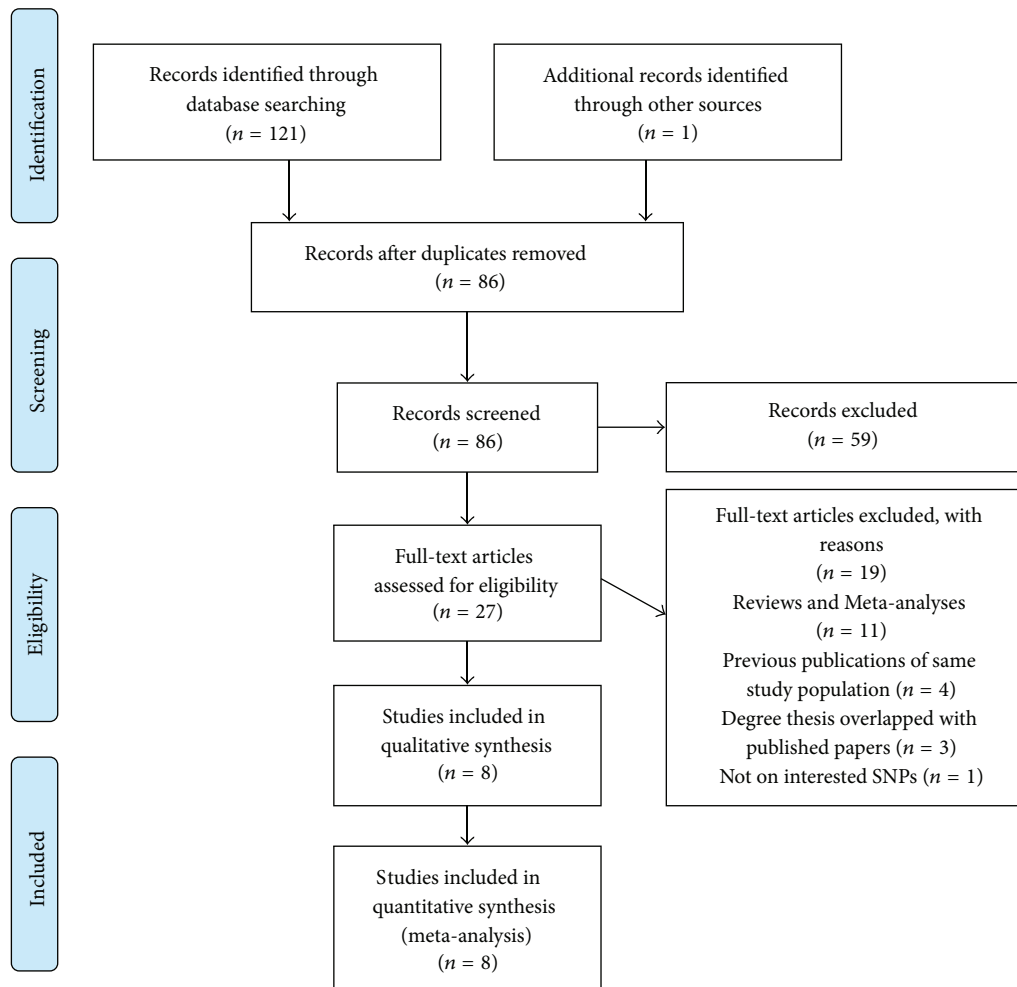 Identification
Records identified through
database searching
(n = 121)
Additional records identified
through other sources
(n = 1)
Records after duplicates removed
(n = 86)
Screening
Records screened
(n = 86)
Records excluded
(n = 59)
Eligibility
Full-text articles
assessed for eligibility
(n = 27)
Full-text articles excluded, with
reasons
(n = 19)
Reviews and Meta-analyses
(n = 11)
Previous publications of same
study population (n = 4)
Degree thesis overlapped with
published papers (n = 3)
Not on interested SNPs (n = 1)
Studies included in
qualitative synthesis
(n = 8)
Included
Studies included in
quantitative synthesis
(meta-analysis)
(n = 8)